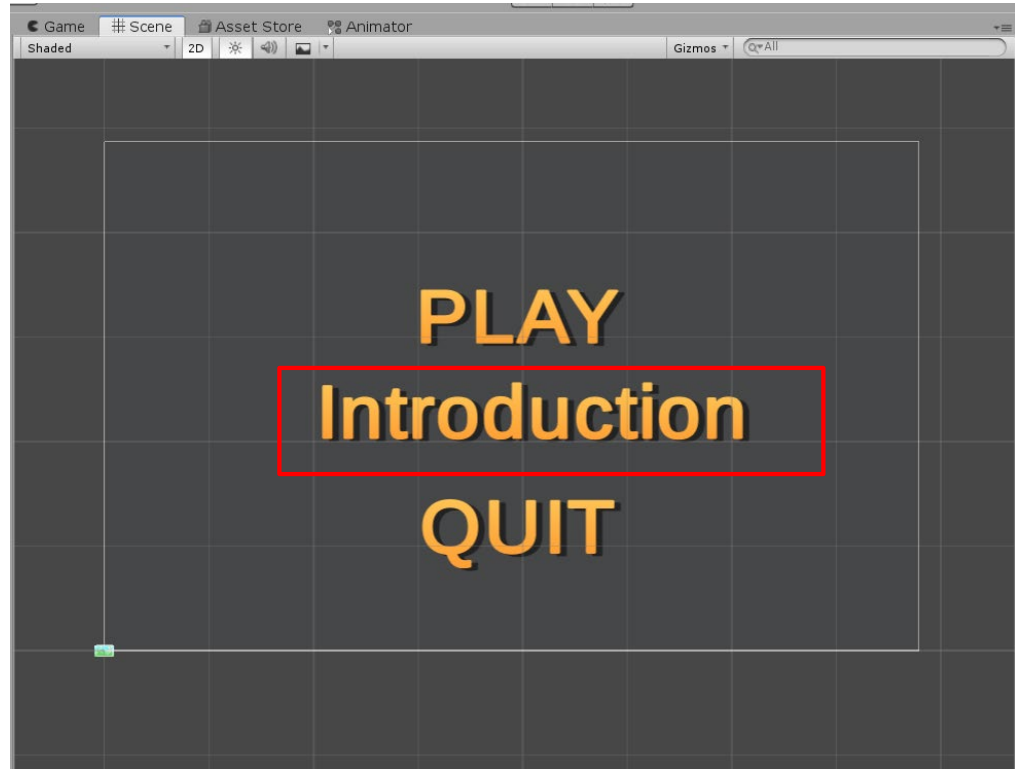 Game Scene Asset Store Animator
Shaded 2D Gizmos All
PLAY
Introduction
QUIT